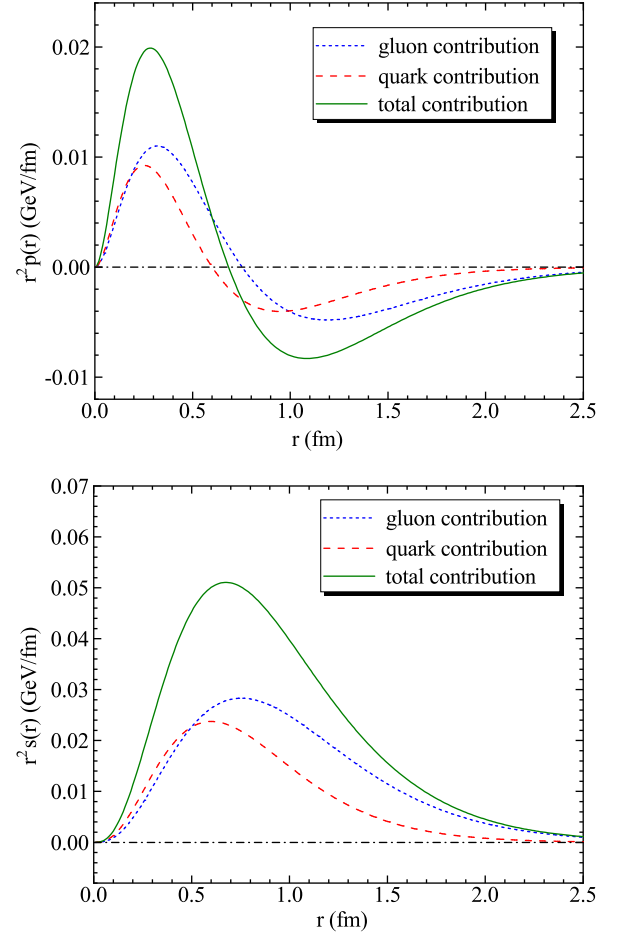 0.02
0.01
0.00
-0.01
r²p(r) (GeV/fm)
gluon contribution
quark contribution
total contribution
0.0 0.5 1.0 1.5 2.0 2.5
r (fm)
0.07
0.06
0.05
0.04
0.03
0.02
0.01
0.00
r²s(r) (GeV/fm)
gluon contribution
quark contribution
total contribution
0.0 0.5 1.0 1.5 2.0 2.5
r (fm)